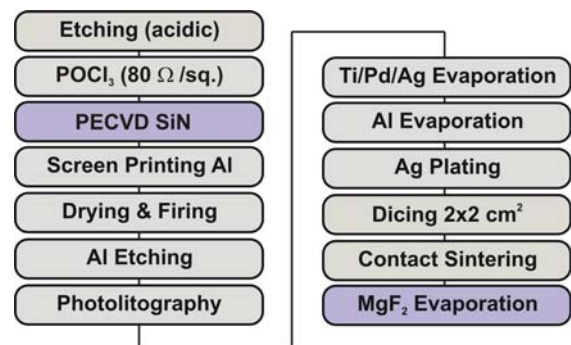 Etching (acidic)
POCl₃ (80 Ω /sq.)
PECVD SiN
Screen Printing Al
Drying & Firing
Al Etching
Photolitography
Ti/Pd/Ag Evaporation
Al Evaporation
Ag Plating
Dicing 2x2 cm²
Contact Sintering
MgF₂ Evaporation